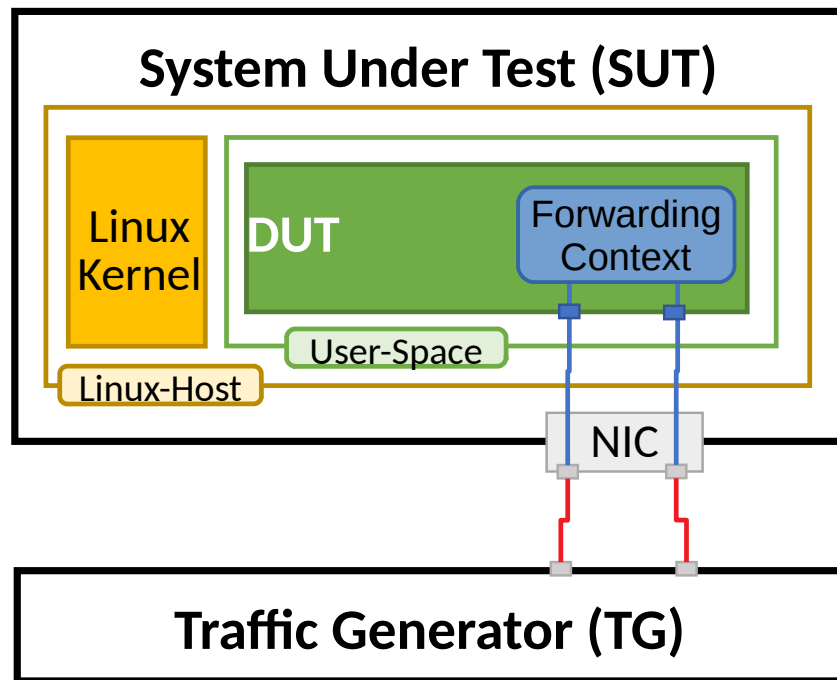 System Under Test (SUT)
Linux
Kernel
DUT
Forwarding
Context
User-Space
Linux-Host
NIC
Traffic Generator (TG)